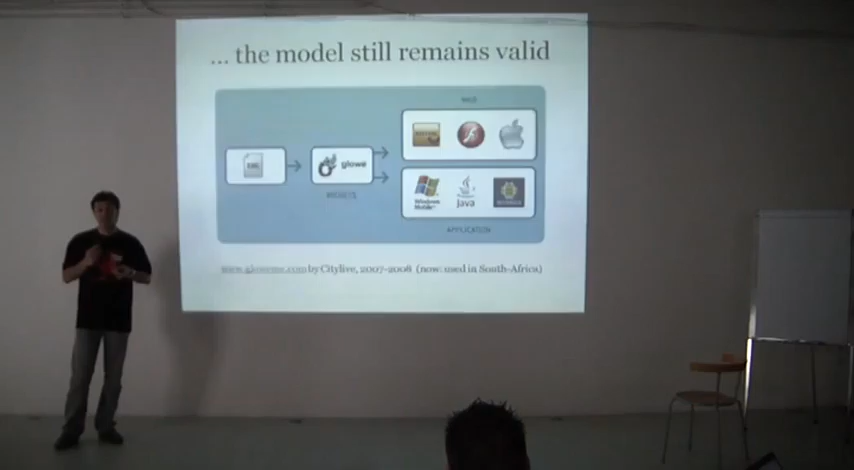 ... the model still remains valid
glowe
WIDGETS
Windows
Mobile
Java
APPLICATION
by Citylive, 2007-2008 (now: used in South-Africa)